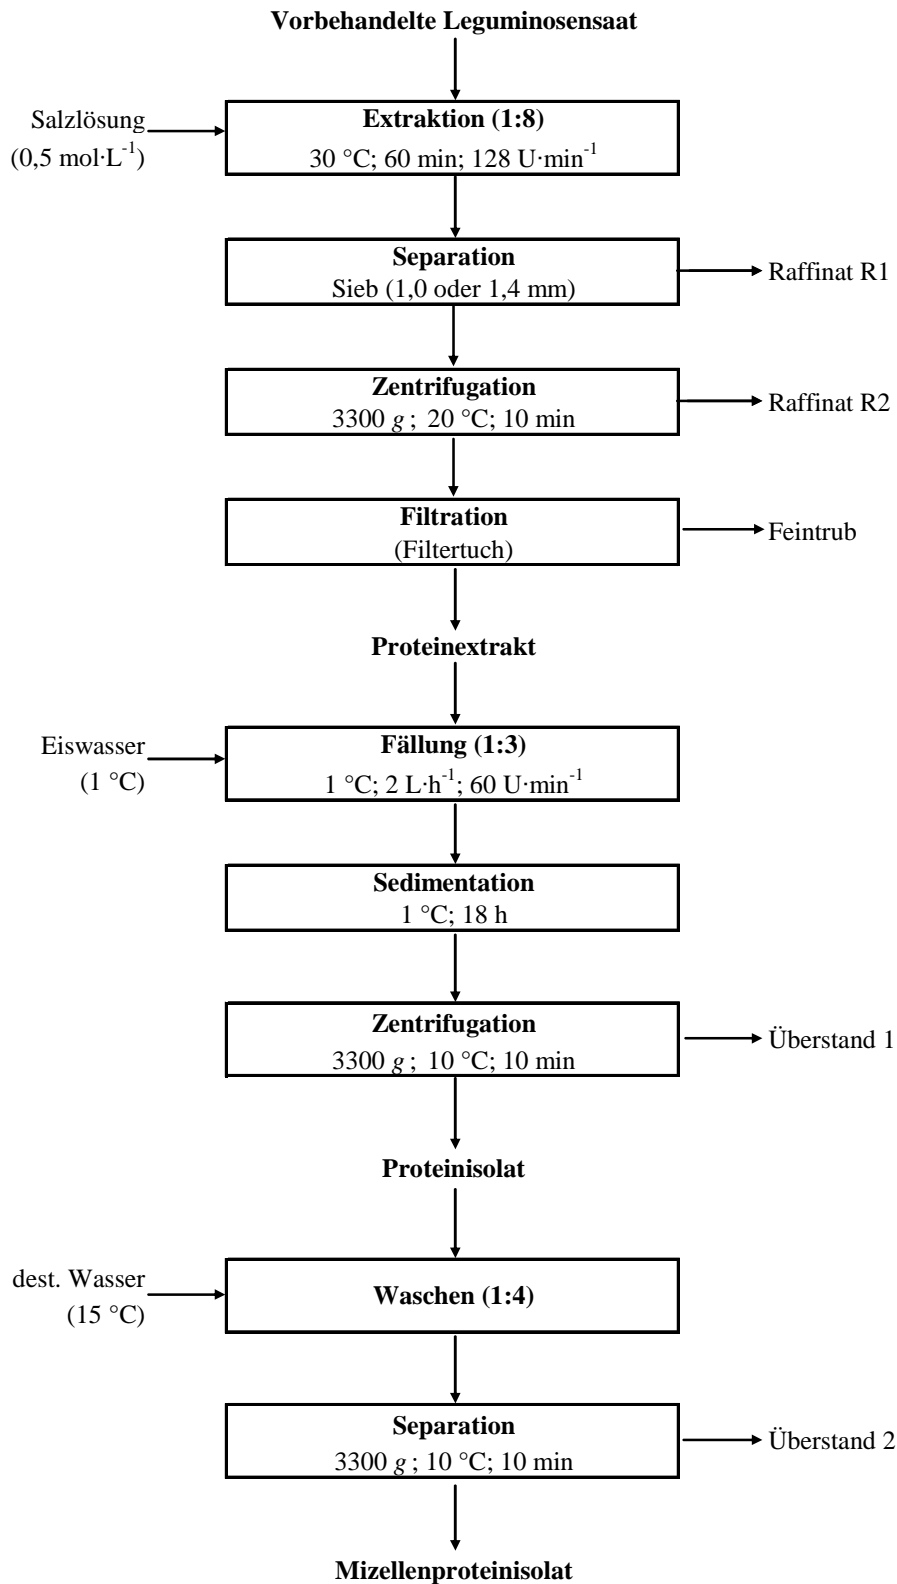 Vorbehandelte Leguminosensaat
Salzlösung
(0,5 mol·L⁻¹)
Extraktion (1:8)
30 °C; 60 min; 128 U·min⁻¹
Separation
Sieb (1,0 oder 1,4 mm)
Raffinat R1
Zentrifugation
3300 g ; 20 °C; 10 min
Raffinat R2
Filtration
(Filtertuch)
Feintrub
Proteinextrakt
Eiswasser
(1 °C)
Fällung (1:3)
1 °C; 2 L·h⁻¹; 60 U·min⁻¹
Sedimentation
1 °C; 18 h
Zentrifugation
3300 g ; 10 °C; 10 min
Überstand 1
Proteinisolat
dest. Wasser
(15 °C)
Waschen (1:4)
Separation
3300 g ; 10 °C; 10 min
Überstand 2
Mizellenproteinisolat